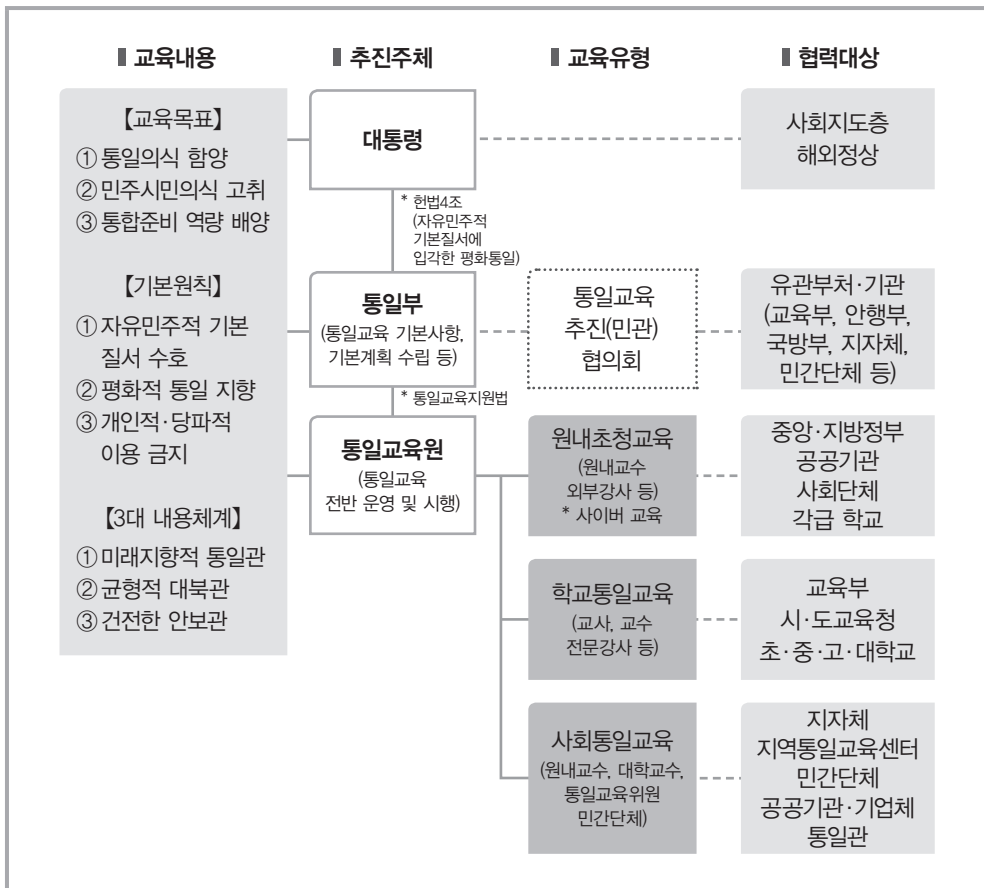 교육내용
추진주체
교육유형
협력대상
【교육목표】
① 통일의식 함양
② 민주시민의식 고취
③ 통합준비 역량 배양
【기본원칙】
① 자유민주적 기본
질서 수호
② 평화적 통일 지향
③ 개인적·당파적
이용 금지
【3대 내용체계】
① 미래지향적 통일관
② 균형적 대북관
③ 건전한 안보관
대통령
* 헌법4조
(자유민주적
기본질서에
입각한 평화통일)
통일부
(통일교육 기본사항,
기본계획 수립 등)
* 통일교육지원법
통일교육원
(통일교육
전반 운영 및 시행)
통일교육
추진(민관)
협의회
원내초청교육
(원내교수
외부강사 등)
* 사이버 교육
학교통일교육
(교사, 교수
전문강사 등)
사회통일교육
(원내교수, 대학교수,
통일교육위원
민간단체)
사회지도층
해외정상
유관부처·기관
(교육부, 안행부,
국방부, 지자체,
민간단체 등)
중앙·지방정부
공공기관
사회단체
각급 학교
교육부
시·도교육청
초·중·고·대학교
지자체
지역통일교육센터
민간단체
공공기관·기업체
통일관